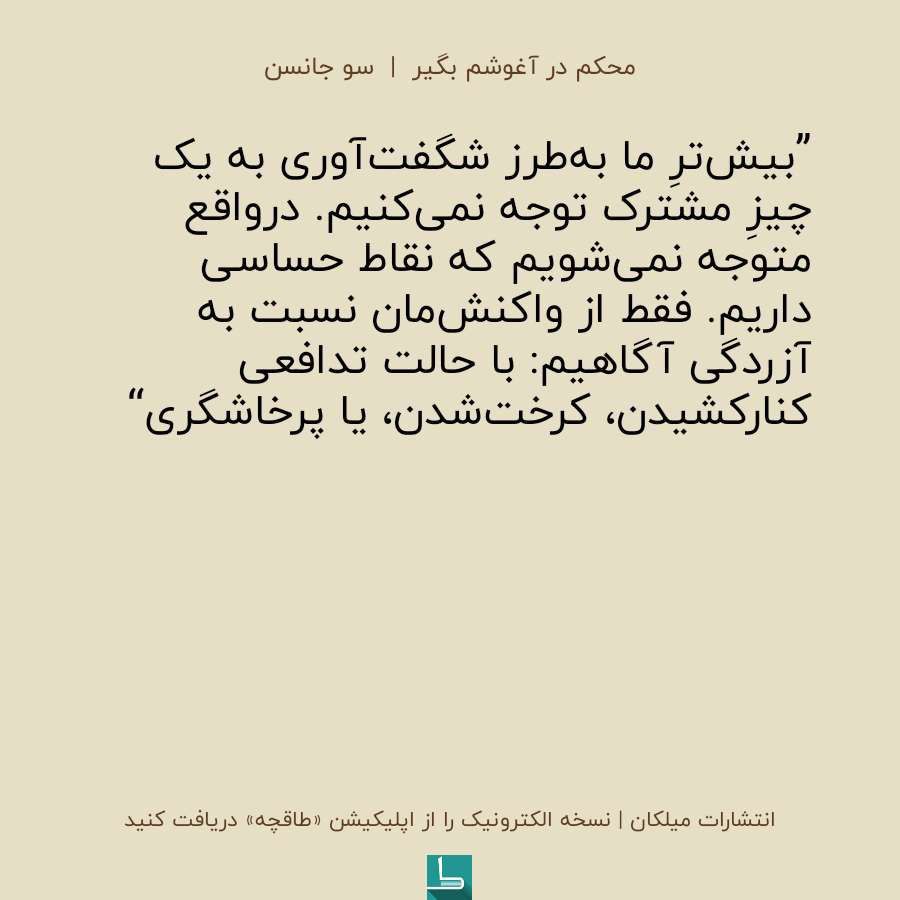 محکم در آغوشم بگیر | سو جانسن
”بیش‌ترِ ما به‌طرز شگفت‌آوری به یک
چیزِ مشترک توجه نمی‌کنیم. درواقع
متوجه نمی‌شویم که نقاط حساسی
داریم. فقط از واکنش‌مان نسبت به
آزردگی آگاهیم: با حالت تدافعی
کنارکشیدن، کرخت‌شدن، یا پرخاشگری“
انتشارات میلکان | نسخه الکترونیک را از اپلیکیشن «طاقچه» دریافت کنید